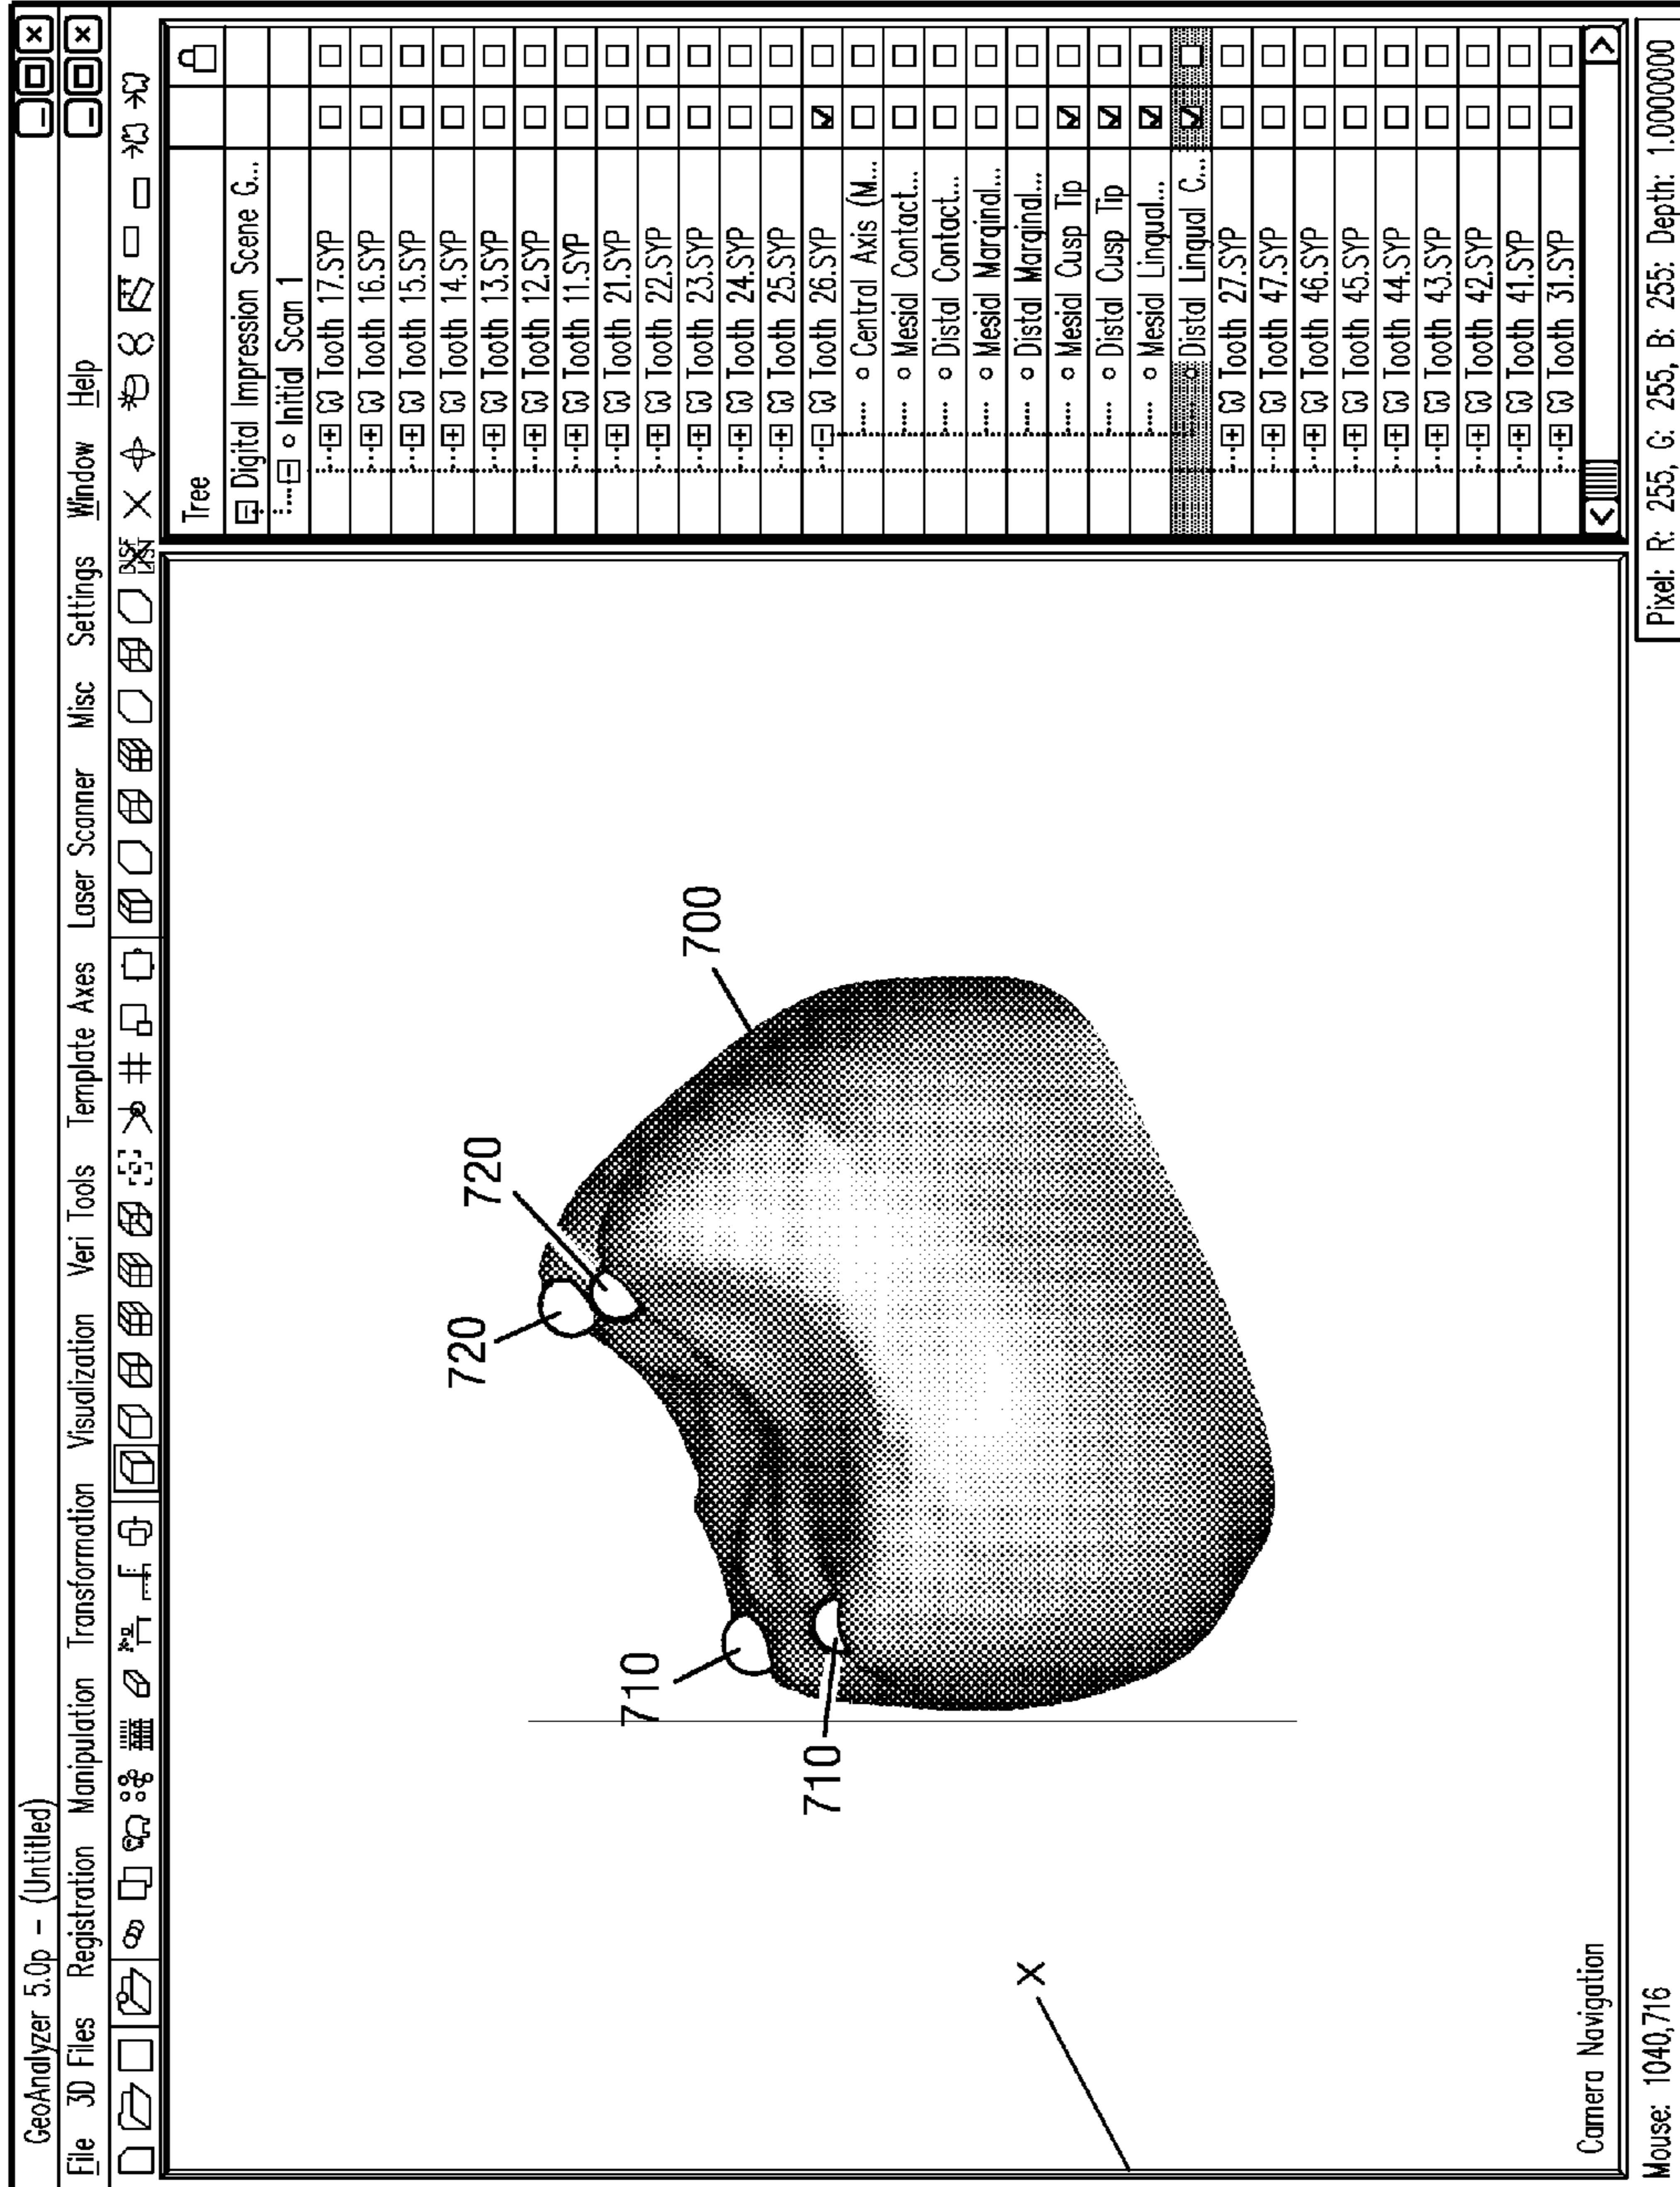 GeoAnalyzer 5.0p - (Untitled)
File 3D Files Registration Manipulation Transformation Visualization Veri Tools Template Axes Laser Scanner Misc Settings Window Help
Tree
Digital Impression Scene G...
Initial Scan 1
Tooth 17.SYP
Tooth 16.SYP
Tooth 15.SYP
Tooth 14.SYP
Tooth 13.SYP
Tooth 12.SYP
Tooth 11.SYP
Tooth 21.SYP
Tooth 22.SYP
Tooth 23.SYP
Tooth 24.SYP
Tooth 25.SYP
Tooth 26.SYP
Central Axis (M...
Mesial Contact...
Distal Contact...
Mesial Marginal...
Distal Marginal...
Mesial Cusp Tip
Distal Cusp Tip
Mesial Lingual...
Distal Lingual C...
Tooth 27.SYP
Tooth 47.SYP
Tooth 46.SYP
Tooth 45.SYP
Tooth 44.SYP
Tooth 43.SYP
Tooth 42.SYP
Tooth 41.SYP
Tooth 31.SYP
720
720
700
710
710
X
Camera Navigation
Mouse: 1040,716
Pixel: R: 255, G: 255, B: 255: Depth: 1.0000000